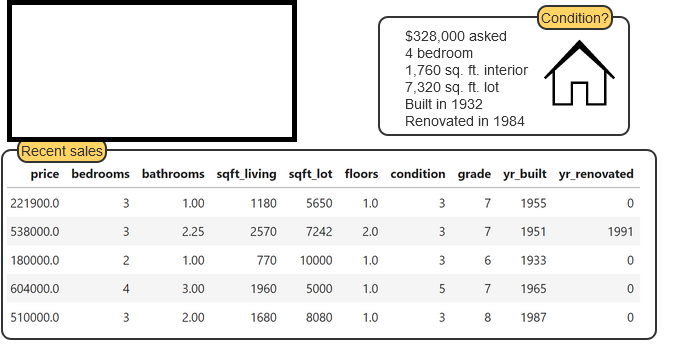 Condition?
$328,000 asked
4 bedroom
1,760 sq. ft. interior
7,320 sq. ft. lot
Built in 1932
Renovated in 1984
Recent sales
price bedrooms bathrooms sqft_living sqft_lot floors condition grade yr_built yr_renovated
221900.0 3 1.00 1180 5650 1.0 3 7 1955 0
538000.0 3 2.25 2570 7242 2.0 3 7 1951 1991
180000.0 2 1.00 770 10000 1.0 3 6 1933 0
604000.0 4 3.00 1960 5000 1.0 5 7 1965 0
510000.0 3 2.00 1680 8080 1.0 3 8 1987 0